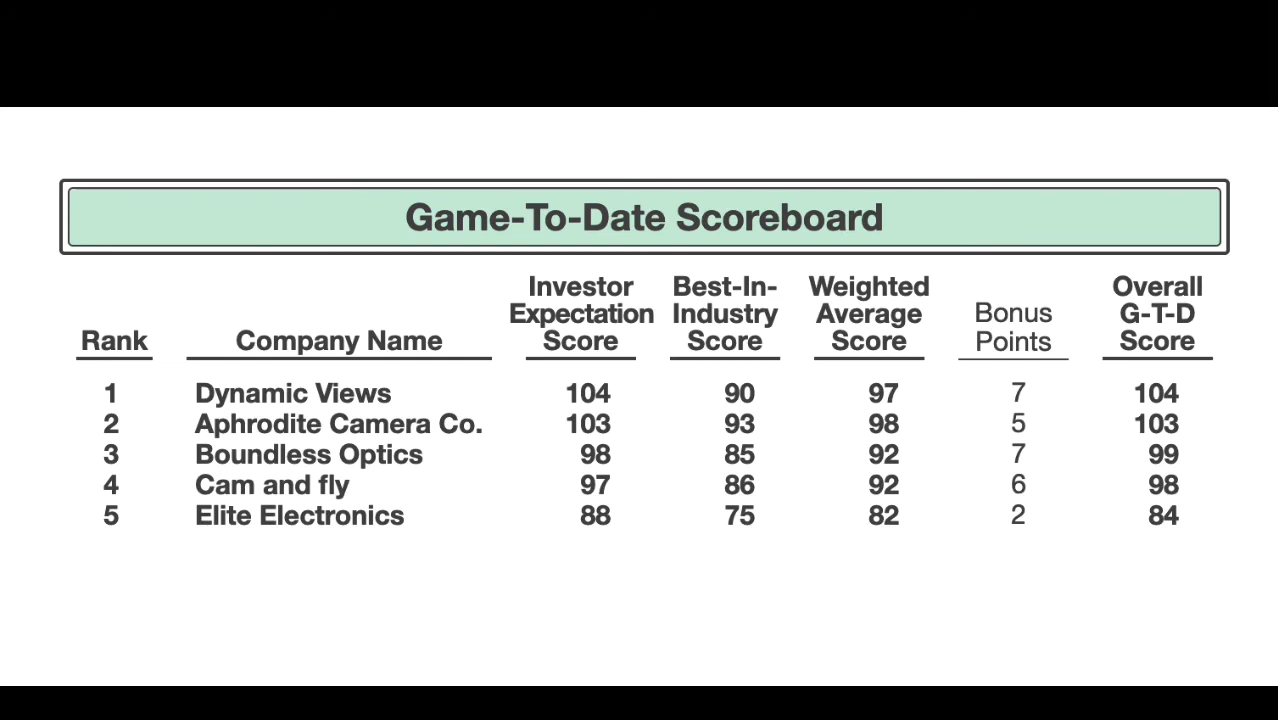 Game-To-Date Scoreboard
Investor Best-In- Weighted Overall
Expectation Industry Average Bonus G-T-D
Rank Company Name Score Score Score Points Score
1 Dynamic Views 104 90 97 7 104
2 Aphrodite Camera Co. 103 93 98 5 103
3 Boundless Optics 98 85 92 7 99
4 Cam and fly 97 86 92 6 98
5 Elite Electronics 88 75 82 2 84